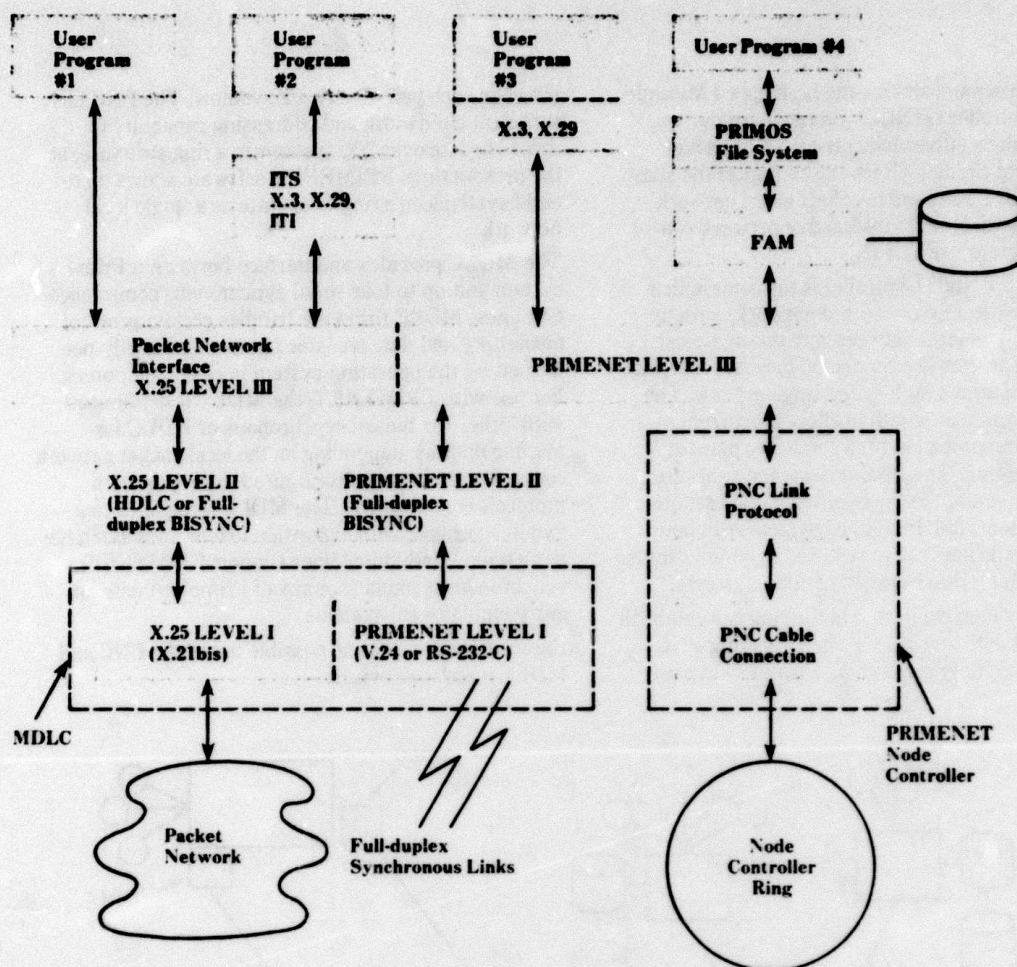 User
Program
#1
User
Program
#2
User
Program
#3
User Program #4
X.3, X.29
PRIMOS
File System
ITS
X.3, X.29,
ITI
FAM
Packet Network
Interface
X.25 LEVEL III
PRIMENET LEVEL III
X.25 LEVEL II
(HDLC or Full-
duplex BISYNC)
PRIMENET LEVEL II
(Full-duplex
BISYNC)
PNC Link
Protocol
X.25 LEVEL I
(X.21bis)
PRIMENET LEVEL I
(V.24 or RS-232-C)
PNC Cable
Connection
MDLC
PRIMENET
Node
Controller
Packet
Network
Full-duplex
Synchronous Links
Node
Controller
Ring